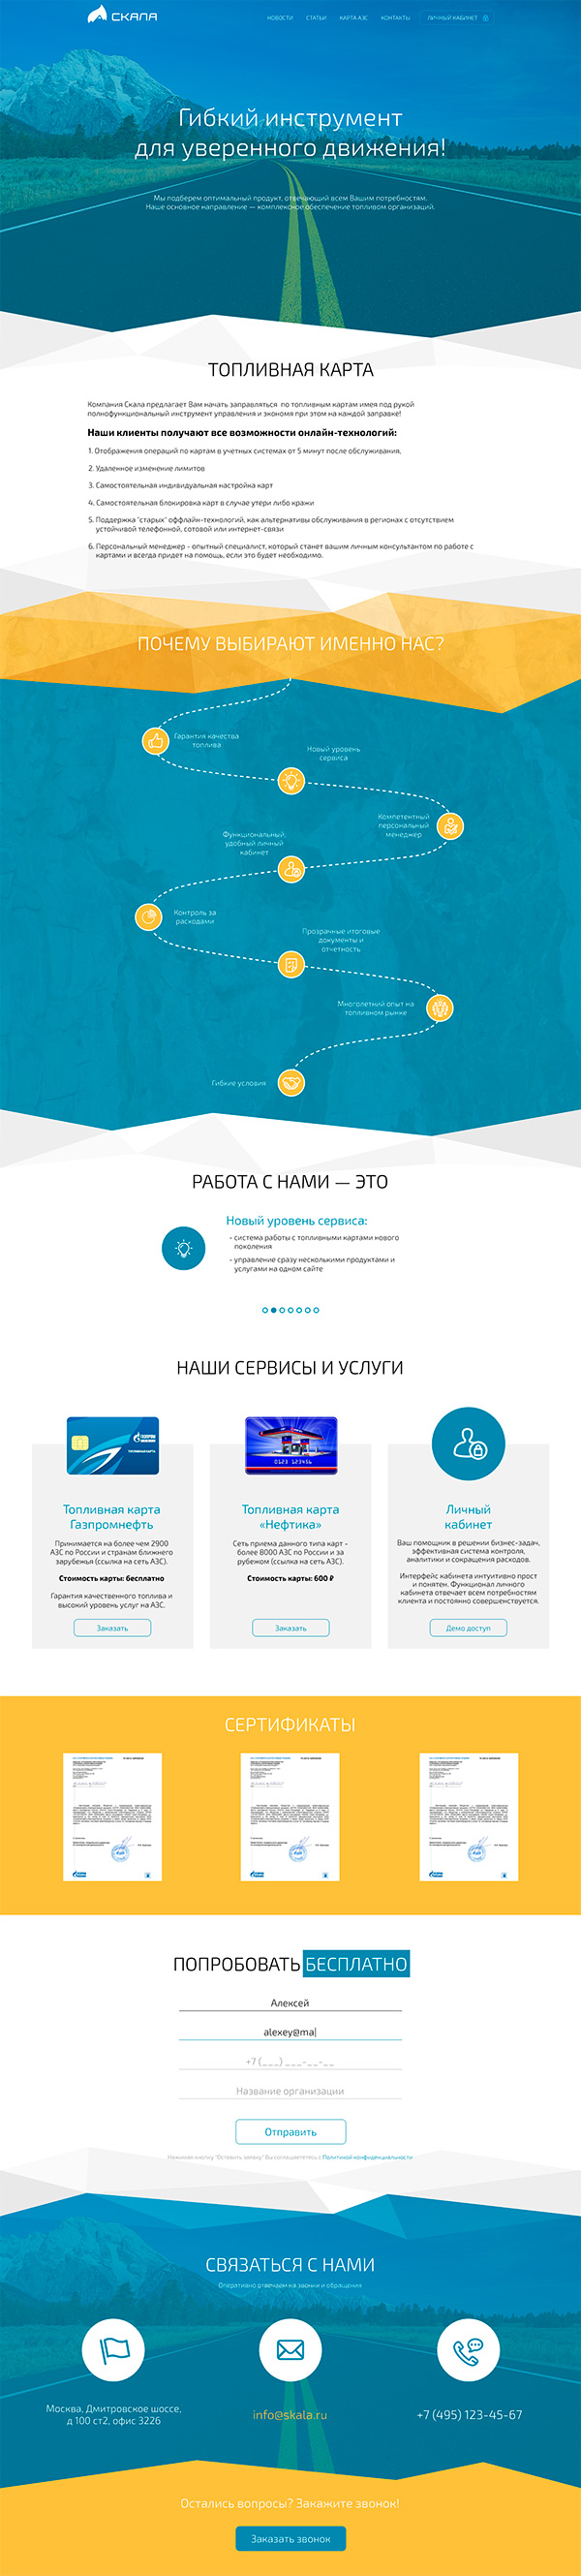 СКАЛА
НОВОСТИ СТАТЬИ КАРТА АЗС КОНТАКТЫ ЛИЧНЫЙ КАБИНЕТ
Гибкий инструмент
для уверенного движения!
Мы подберем оптимальный продукт, отвечающий всем Вашим потребностям.
Наше основное направление — комплексное обеспечение топливом организаций.
ТОПЛИВНАЯ КАРТА
Компания Скала предлагает Вам начать заправляться по топливным картам имея под рукой
полнофункциональный инструмент управления и экономя при этом на каждой заправке!
Наши клиенты получают все возможности онлайн-технологий:
1. Отображения операций по картам в учетных системах от 5 минут после обслуживания,
2. Удаленное изменение лимитов
3. Самостоятельная индивидуальная настройка карт
4. Самостоятельная блокировка карт в случае утери либо кражи
5. Поддержка "старых" оффлайн-технологий, как альтернативы обслуживания в регионах с отсутствием
устойчивой телефонной, сотовой или интернет-связи
6. Персональный менеджер - опытный специалист, который станет вашим личным консультантом по работе с
картами и всегда придет на помощь, если это будет необходимо.
ПОЧЕМУ ВЫБИРАЮТ ИМЕННО НАС?
Гарантия качества
топлива
Новый уровень
сервиса
Компетентный
персональный
менеджер
Функциональный,
удобный личный
кабинет
Контроль за
расходами
Прозрачные итоговые
документы и
отчетность
Многолетний опыт на
топливном рынке
Гибкие условия
РАБОТА С НАМИ — ЭТО
Новый уровень сервиса:
- система работы с топливными картами нового
поколения
- управление сразу несколькими продуктами и
услугами на одном сайте
НАШИ СЕРВИСЫ И УСЛУГИ
ГАЗПРОМ
ТОПЛИВНАЯ КАРТА
0123 123456
Топливная карта
Газпромнефть
Принимается на более чем 2900
АЗС по России и странам ближнего
зарубежья (ссылка на сеть АЗС).
Стоимость карты: бесплатно
Гарантия качественного топлива и
высокий уровень услуг на АЗС.
Заказать
Топливная карта
«Нефтика»
Сеть приема данного типа карт -
более 8000 АЗС по России и за
рубежом (ссылка на сеть АЗС).
Стоимость карты: 600 ₽
Заказать
Личный
кабинет
Ваш помощник в решении бизнес-задач,
эффективная система контроля,
аналитики и сокращения расходов.
Интерфейс кабинета интуитивно прост
и понятен. Функционал личного
кабинета отвечает всем потребностям
клиента и постоянно совершенствуется.
Демо доступ
СЕРТИФИКАТЫ
ПОПРОБОВАТЬ БЕСПЛАТНО
Алексей
alexey@ma|
+7 (___) ___-__-__
Название организации
Отправить
Нажимая кнопку "Оставить заявку" Вы соглашаетесь с Политикой конфиденциальности
СВЯЗАТЬСЯ С НАМИ
Оперативно отвечаем на звонки и обращения
Москва, Дмитровское шоссе,
д 100 ст2, офис 3226
info@skala.ru
+7 (495) 123-45-67
Остались вопросы? Закажите звонок!
Заказать звонок